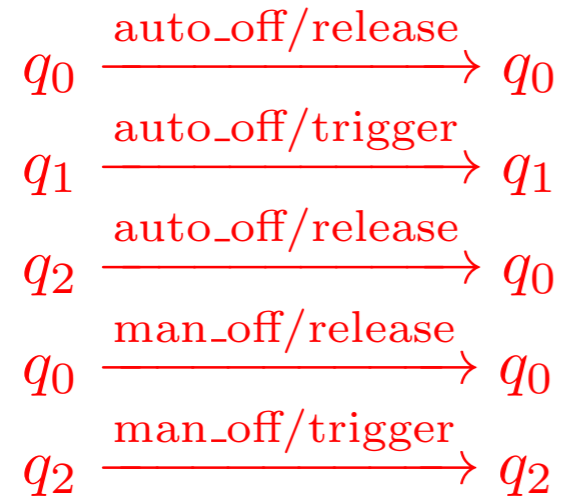 auto_off/release
q0 → q0
auto_off/trigger
q1 → q1
auto_off/release
q2 → q0
man_off/release
q0 → q0
man_off/trigger
q2 → q2